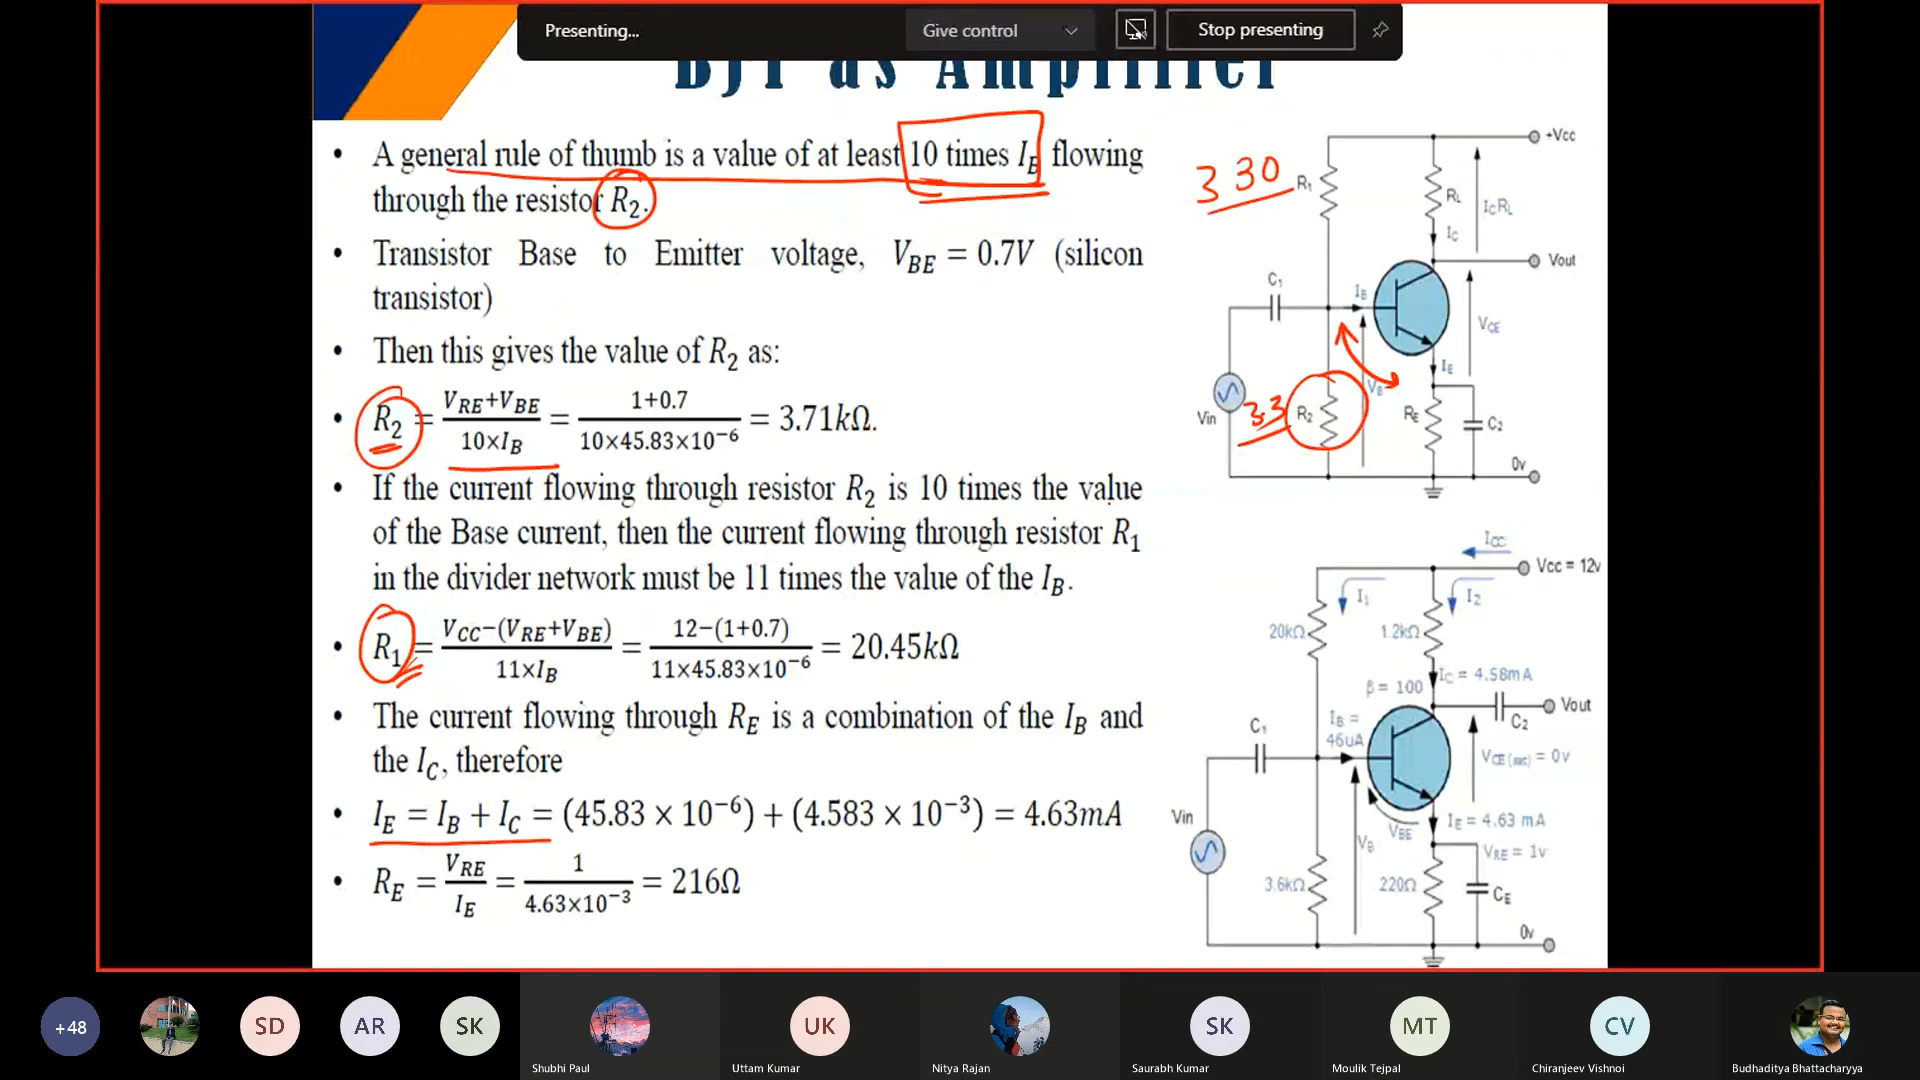 Presenting...
Give control
Stop presenting
BJT as Amplifier
• A general rule of thumb is a value of at least 10 times I_B flowing
through the resistor R₂.
• Transistor Base to Emitter voltage, V_BE = 0.7V (silicon
transistor)
• Then this gives the value of R₂ as:
• R₂ = (V_RE+V_BE)/(10×I_B) = (1+0.7)/(10×45.83×10⁻⁶) = 3.71kΩ.
• If the current flowing through resistor R₂ is 10 times the value
of the Base current, then the current flowing through resistor R₁
in the divider network must be 11 times the value of the I_B.
• R₁ = (V_CC−(V_RE+V_BE))/(11×I_B) = (12−(1+0.7))/(11×45.83×10⁻⁶) = 20.45kΩ
• The current flowing through R_E is a combination of the I_B and
the I_C, therefore
• I_E = I_B + I_C = (45.83 × 10⁻⁶) + (4.583 × 10⁻³) = 4.63mA
• R_E = V_RE/I_E = 1/(4.63×10⁻³) = 216Ω
+Vcc
330
R₁
RL
ICRL
IC
Vout
C₁
IB
VCE
IE
VB
3.3
R₂
RE
C₂
Vin
0v
ICC
Vcc = 12v
I₁
I₂
20kΩ
1.2kΩ
IC = 4.58mA
β = 100
Vout
C₂
IB =
46uA
C₁
VCE(sat) = 0v
Vin
VBE
IE = 4.63 mA
VB
VRE = 1v
3.6kΩ
220Ω
CE
0v
+48
SD
AR
SK
UK
SK
MT
CV
Shubhi Paul
Uttam Kumar
Nitya Rajan
Saurabh Kumar
Moulik Tejpal
Chiranjeev Vishnoi
Budhaditya Bhattacharyya